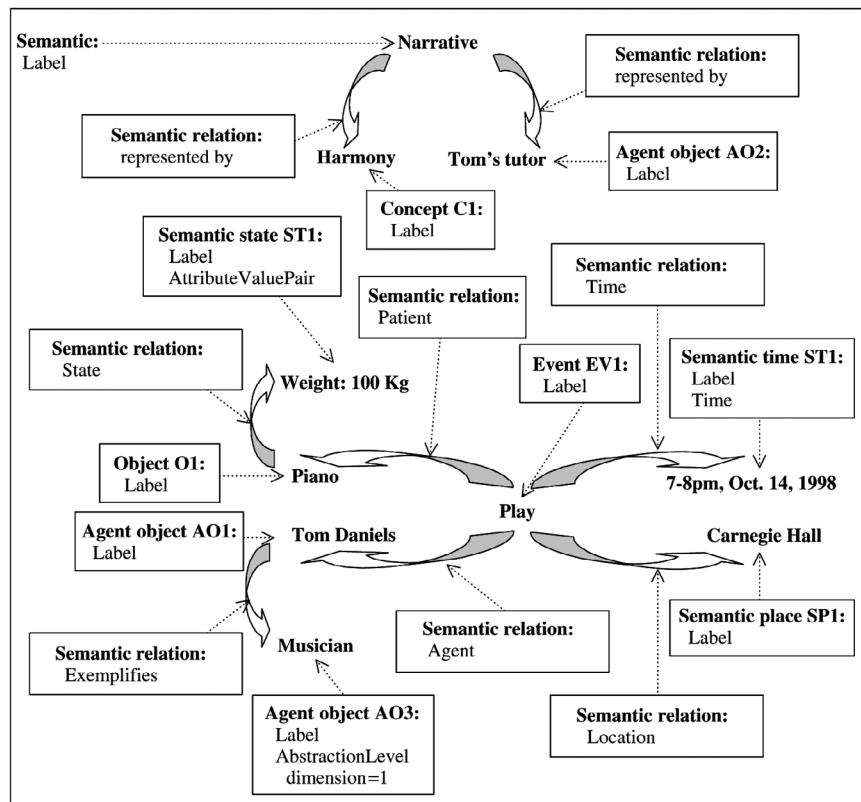 Semantic:
Label
Narrative
Semantic relation:
represented by
Semantic relation:
represented by
Harmony
Tom's tutor
Agent object AO2:
Label
Concept C1:
Label
Semantic state ST1:
Label
AttributeValuePair
Semantic relation:
Patient
Semantic relation:
Time
Semantic relation:
State
Weight: 100 Kg
Event EV1:
Label
Semantic time ST1:
Label
Time
Object O1:
Label
Piano
7-8pm, Oct. 14, 1998
Play
Agent object AO1:
Label
Tom Daniels
Carnegie Hall
Semantic relation:
Exemplifies
Musician
Semantic relation:
Agent
Semantic place SP1:
Label
Agent object AO3:
Label
AbstractionLevel
dimension=1
Semantic relation:
Location